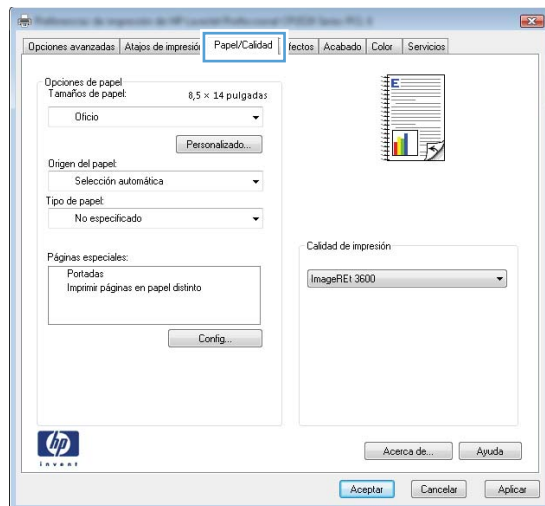 Opciones avanzadas Atajos de impresión Papel/Calidad Efectos Acabado Color Servicios
Opciones de papel
Tamaños de papel: 8,5 × 14 pulgadas
Oficio
Personalizado...
Origen del papel:
Selección automática
Tipo de papel:
No especificado
Páginas especiales:
Portadas
Imprimir páginas en papel distinto
Config...
E
Calidad de impresión
ImageREt 3600
hp
invent
Acerca de... Ayuda
Aceptar Cancelar Aplicar